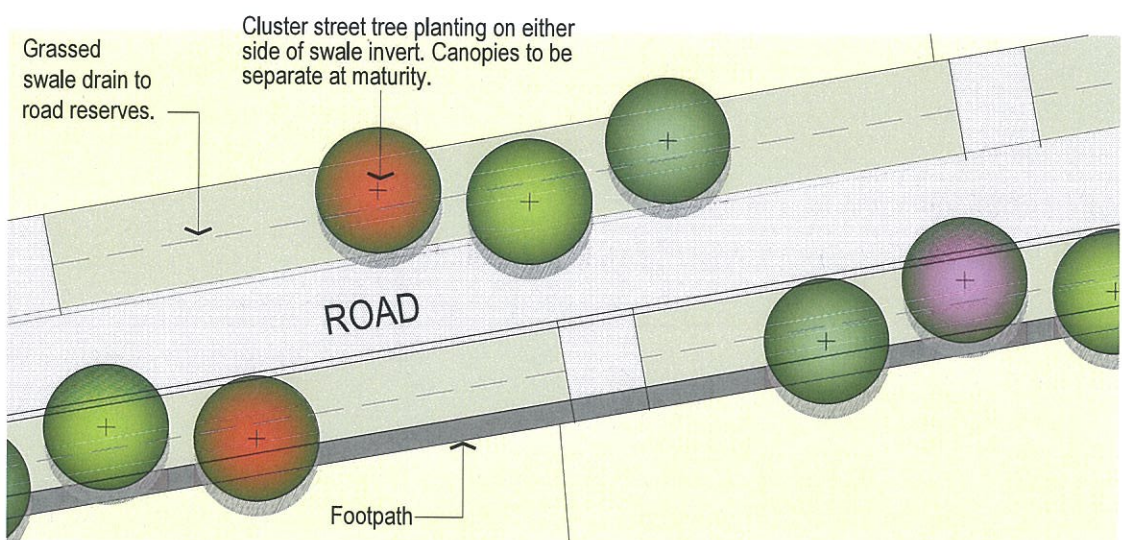 Grassed
swale drain to
road reserves.
Cluster street tree planting on either
side of swale invert. Canopies to be
separate at maturity.
ROAD
Footpath